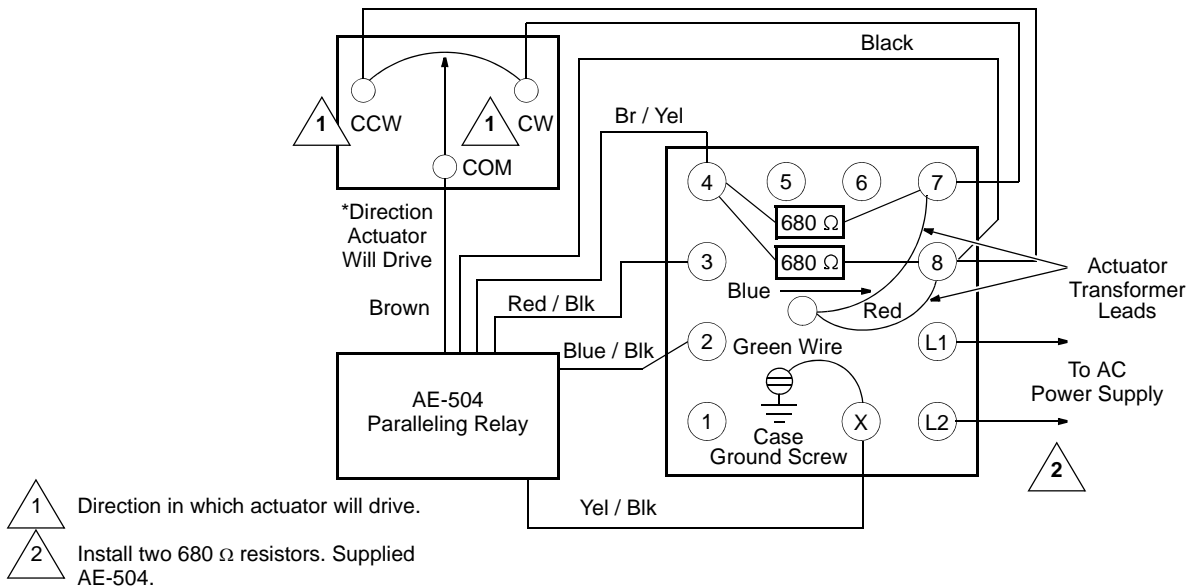 Black
1
CCW
1
CW
Br / Yel
COM
4
5
6
7
*Direction
Actuator
Will Drive
680 Ω
680 Ω
3
8
Blue
Red
Actuator
Transformer
Leads
Brown
Red / Blk
Blue / Blk
2
Green Wire
L1
To AC
Power Supply
AE-504
Paralleling Relay
1
Case
Ground Screw
X
L2
2
Yel / Blk
1 Direction in which actuator will drive.
2 Install two 680 Ω resistors. Supplied
AE-504.